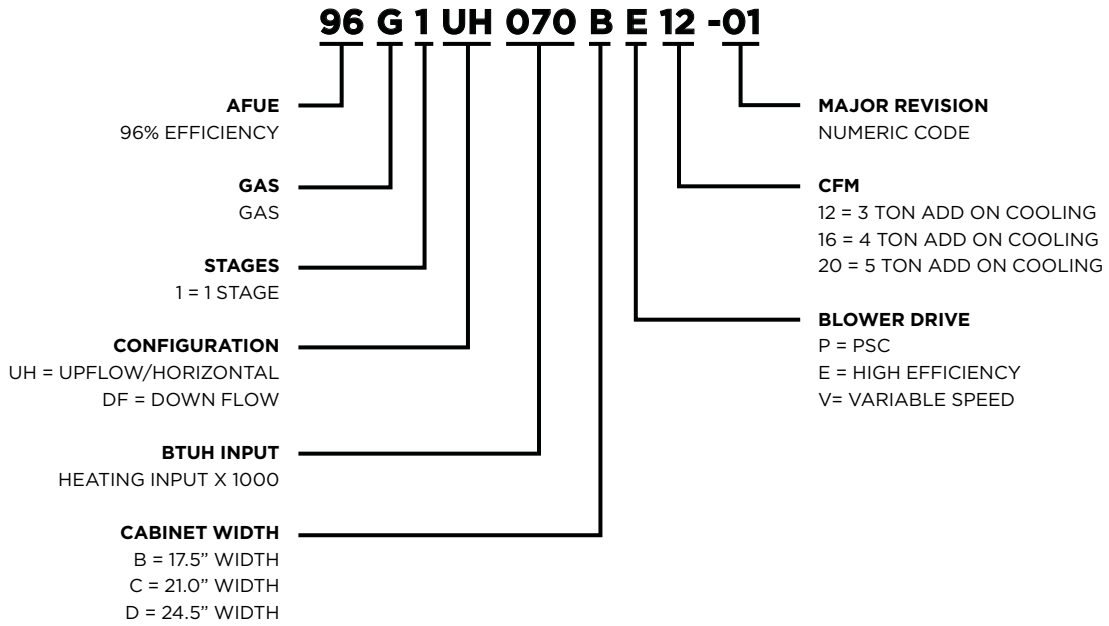 96 G 1 UH 070 B E 12 -01
AFUE
96% EFFICIENCY
GAS
GAS
STAGES
1 = 1 STAGE
CONFIGURATION
UH = UPFLOW/HORIZONTAL
DF = DOWN FLOW
BTUH INPUT
HEATING INPUT X 1000
CABINET WIDTH
B = 17.5” WIDTH
C = 21.0” WIDTH
D = 24.5” WIDTH
MAJOR REVISION
NUMERIC CODE
CFM
12 = 3 TON ADD ON COOLING
16 = 4 TON ADD ON COOLING
20 = 5 TON ADD ON COOLING
BLOWER DRIVE
P = PSC
E = HIGH EFFICIENCY
V= VARIABLE SPEED